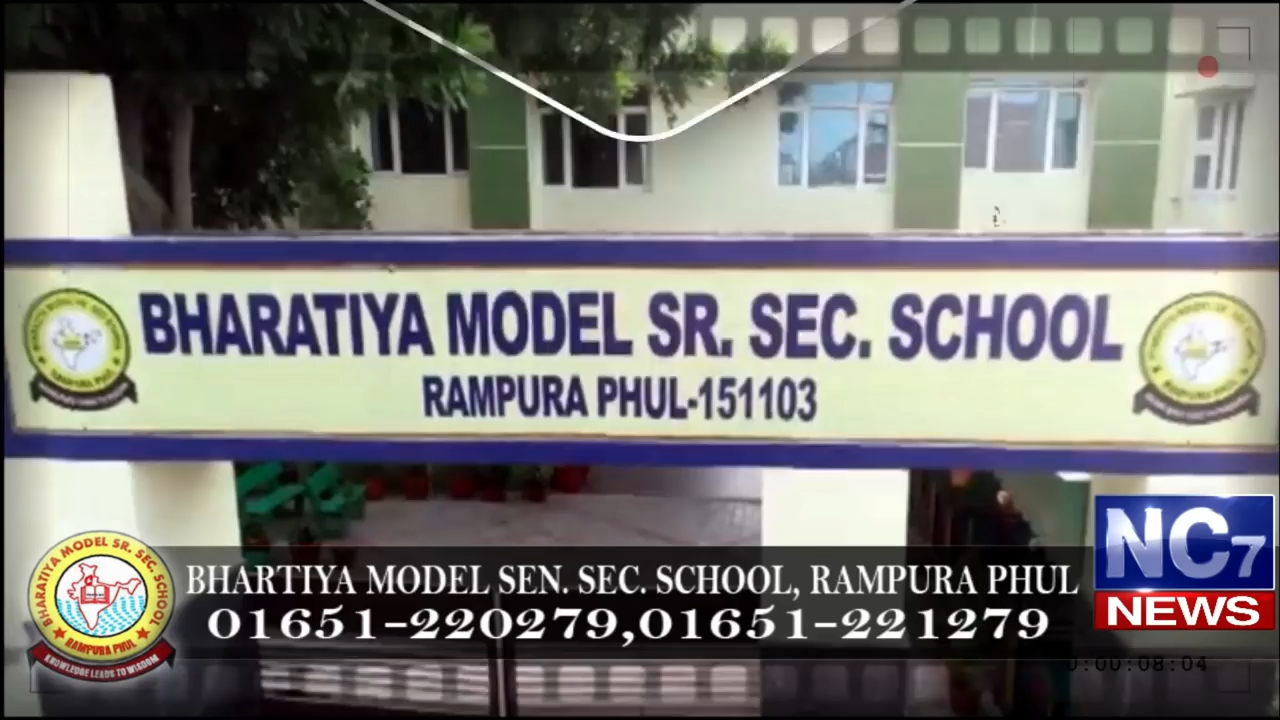 BHARATIYA MODEL SR. SEC. SCHOOL
RAMPURA PHUL-151103
BHARATIYA MODEL SR. SEC. SCHOOL
RAMPURA PHUL
KNOWLEDGE LEADS TO WISDOM
BHARTIYA MODEL SEN. SEC. SCHOOL, RAMPURA PHUL
01651-220279,01651-221279
NC7
NEWS
0:00:08:04